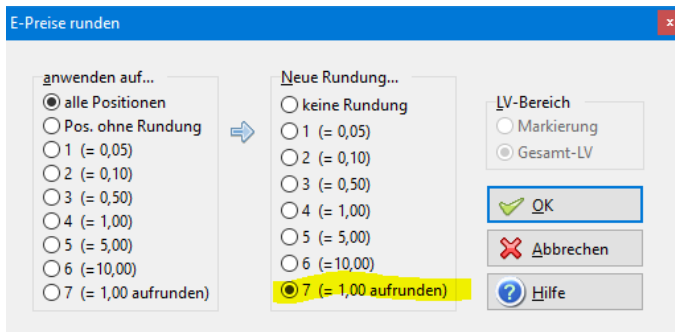 E-Preise runden
x
anwenden auf...
alle Positionen
Pos. ohne Rundung
1 (= 0,05)
2 (= 0,10)
3 (= 0,50)
4 (= 1,00)
5 (= 5,00)
6 (=10,00)
7 (= 1,00 aufrunden)
Neue Rundung...
keine Rundung
1 (= 0,05)
2 (= 0,10)
3 (= 0,50)
4 (= 1,00)
5 (= 5,00)
6 (=10,00)
7 (= 1,00 aufrunden)
LV-Bereich
Markierung
Gesamt-LV
OK
Abbrechen
? Hilfe